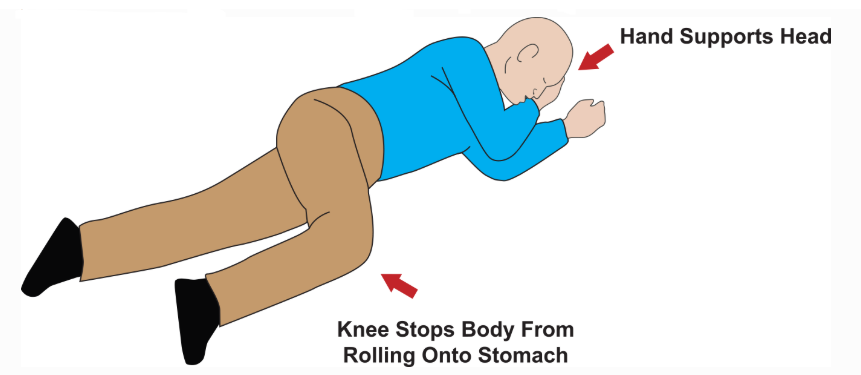 Hand Supports Head
Knee Stops Body From
Rolling Onto Stomach